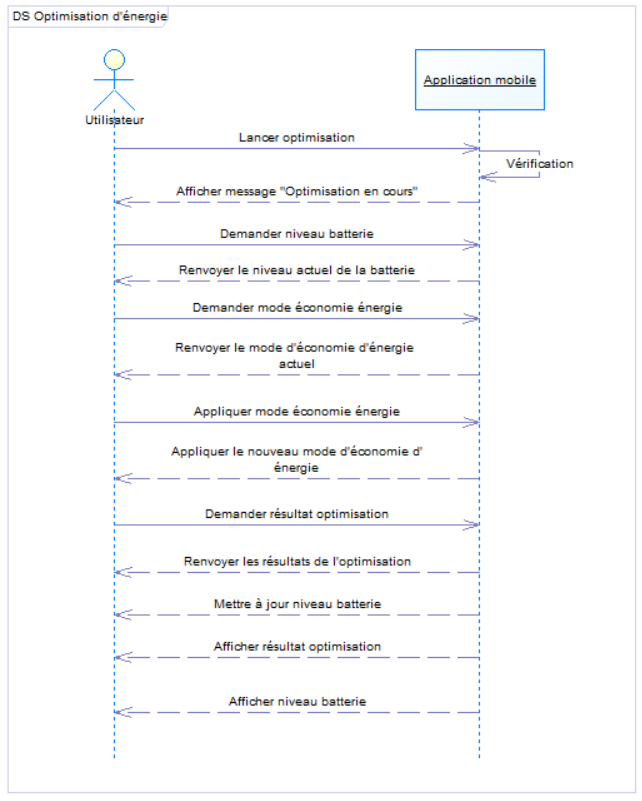 DS Optimisation d'énergie
Application mobile
Utilisateur
Lancer optimisation
Vérification
Afficher message "Optimisation en cours"
Demander niveau batterie
Renvoyer le niveau actuel de la batterie
Demander mode économie énergie
Renvoyer le mode d'économie d'énergie
actuel
Appliquer mode économie énergie
Appliquer le nouveau mode d'économie d'
énergie
Demander résultat optimisation
Renvoyer les résultats de l'optimisation
Mettre à jour niveau batterie
Afficher résultat optimisation
Afficher niveau batterie